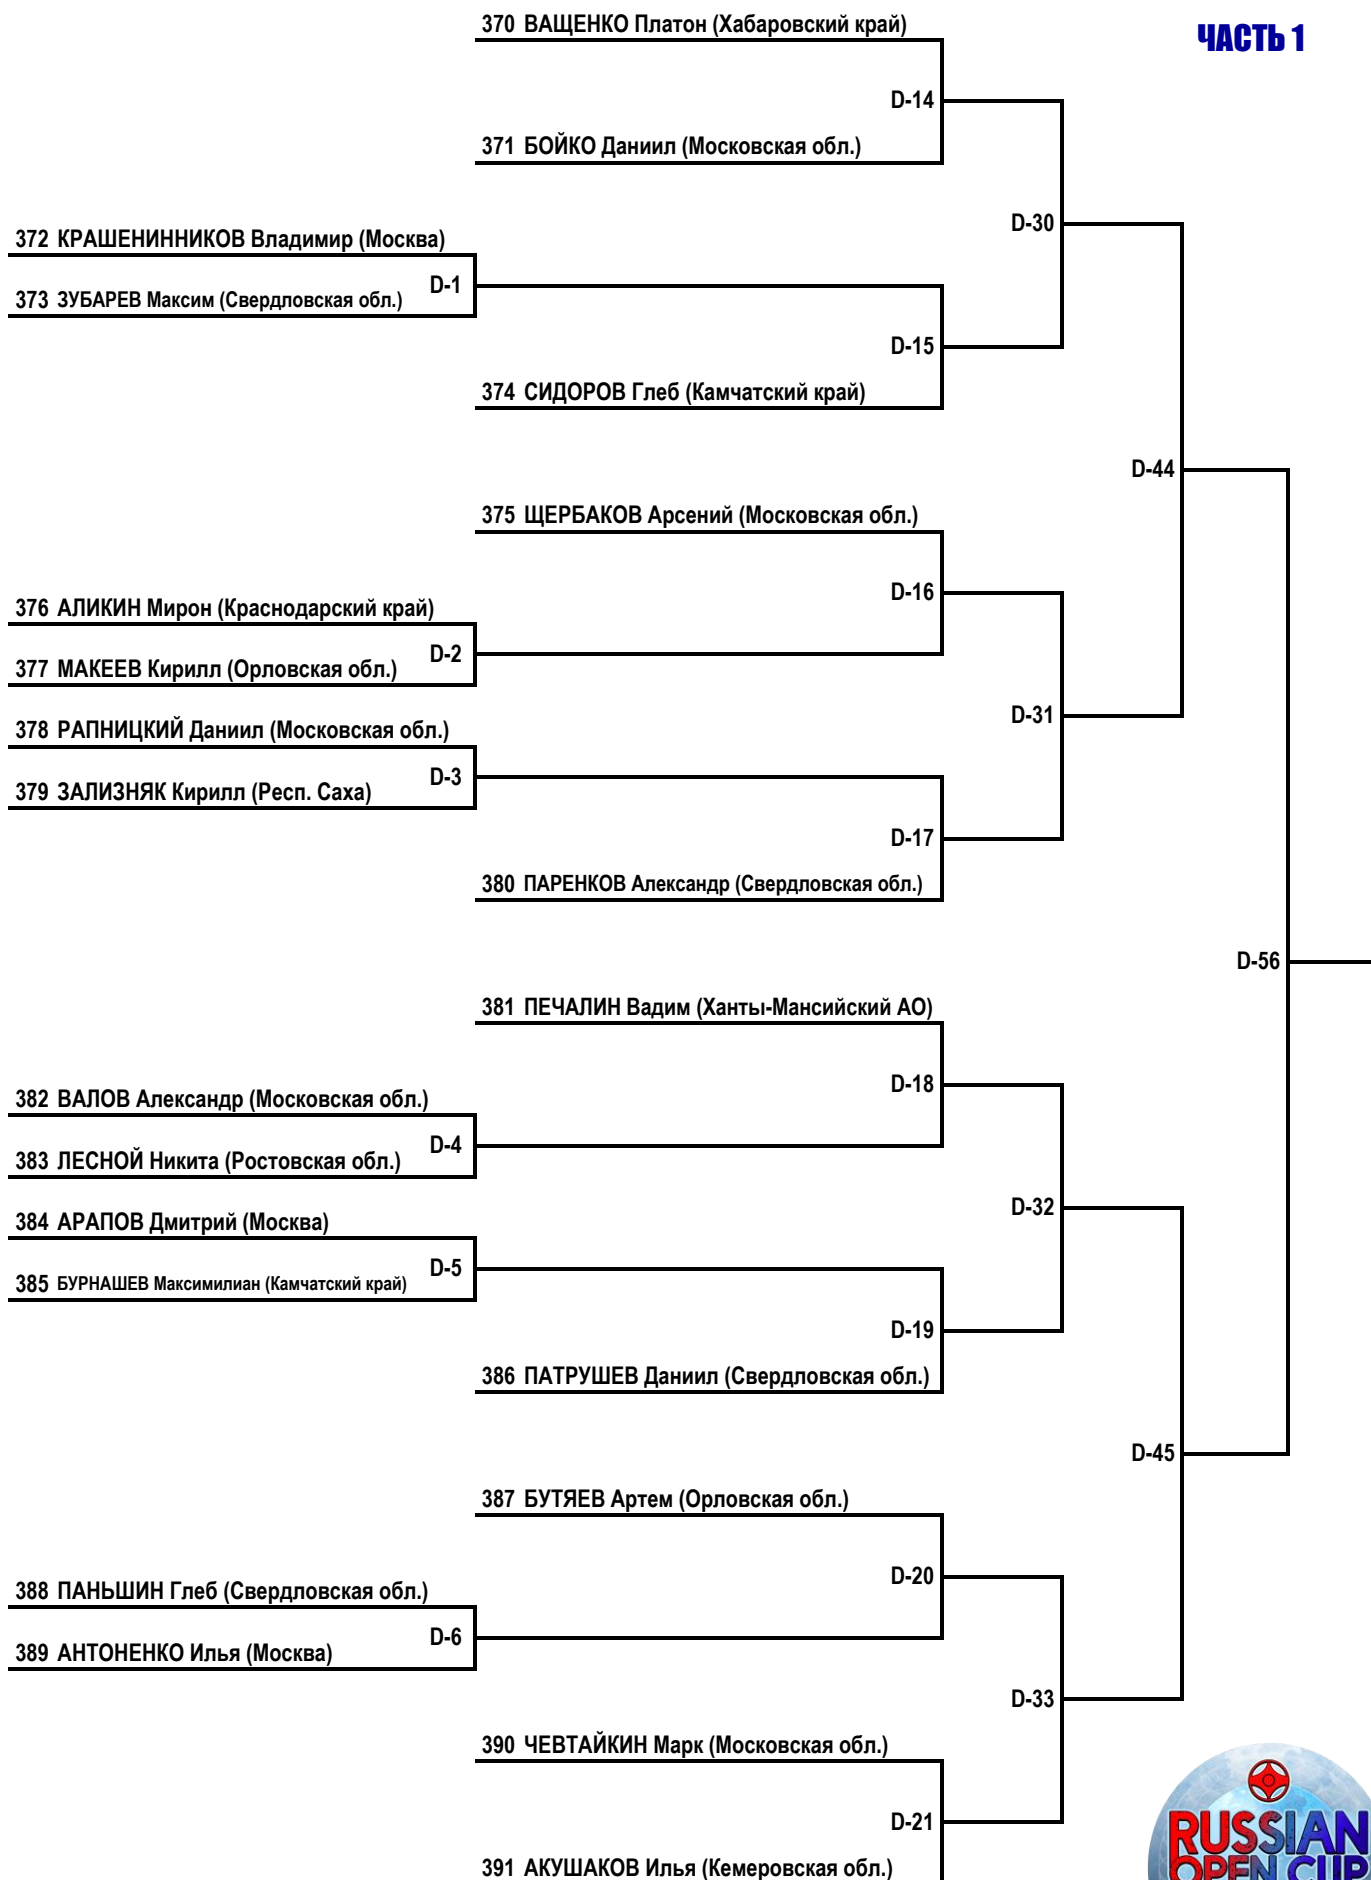 370 ВАЩЕНКО Платон (Хабаровский край)
ЧАСТЬ 1
D-14
371 БОЙКО Даниил (Московская обл.)
D-30
372 КРАШЕНИННИКОВ Владимир (Москва)
D-1
373 ЗУБАРЕВ Максим (Свердловская обл.)
D-15
374 СИДОРОВ Глеб (Камчатский край)
D-44
375 ЩЕРБАКОВ Арсений (Московская обл.)
D-16
376 АЛИКИН Мирон (Краснодарский край)
D-2
377 МАКЕЕВ Кирилл (Орловская обл.)
D-31
378 РАПНИЦКИЙ Даниил (Московская обл.)
D-3
379 ЗАЛИЗНЯК Кирилл (Респ. Саха)
D-17
380 ПАРЕНКОВ Александр (Свердловская обл.)
D-56
381 ПЕЧАЛИН Вадим (Ханты-Мансийский АО)
D-18
382 ВАЛОВ Александр (Московская обл.)
D-4
383 ЛЕСНОЙ Никита (Ростовская обл.)
D-32
384 АРАПОВ Дмитрий (Москва)
D-5
385 БУРНАШЕВ Максимилиан (Камчатский край)
D-19
386 ПАТРУШЕВ Даниил (Свердловская обл.)
D-45
387 БУТЯЕВ Артем (Орловская обл.)
D-20
388 ПАНЬШИН Глеб (Свердловская обл.)
D-6
389 АНТОНЕНКО Илья (Москва)
D-33
390 ЧЕВТАЙКИН Марк (Московская обл.)
D-21
RUSSIAN
OPEN CUP
391 АКУШАКОВ Илья (Кемеровская обл.)